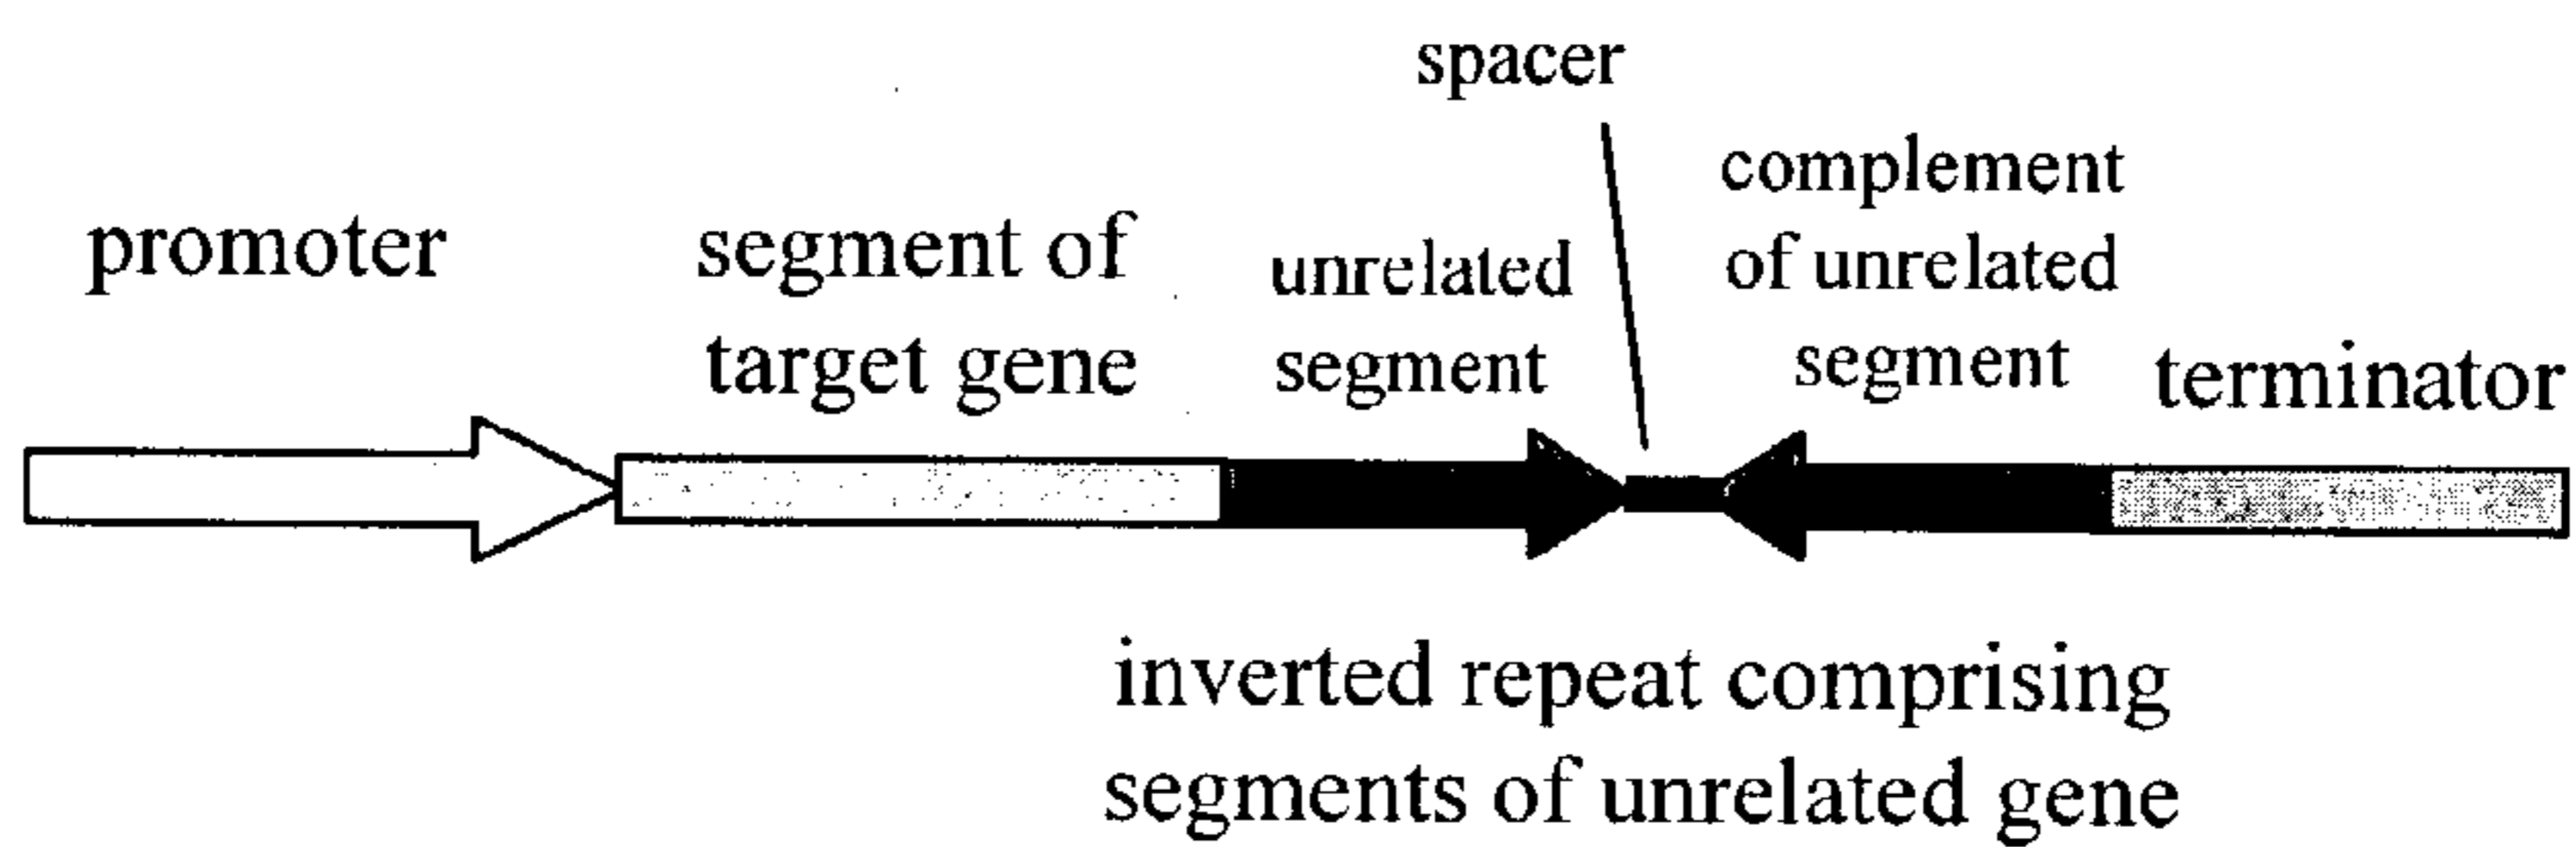 spacer
promoter
segment of
target gene
unrelated
segment
complement
of unrelated
segment
terminator
inverted repeat comprising
segments of unrelated gene